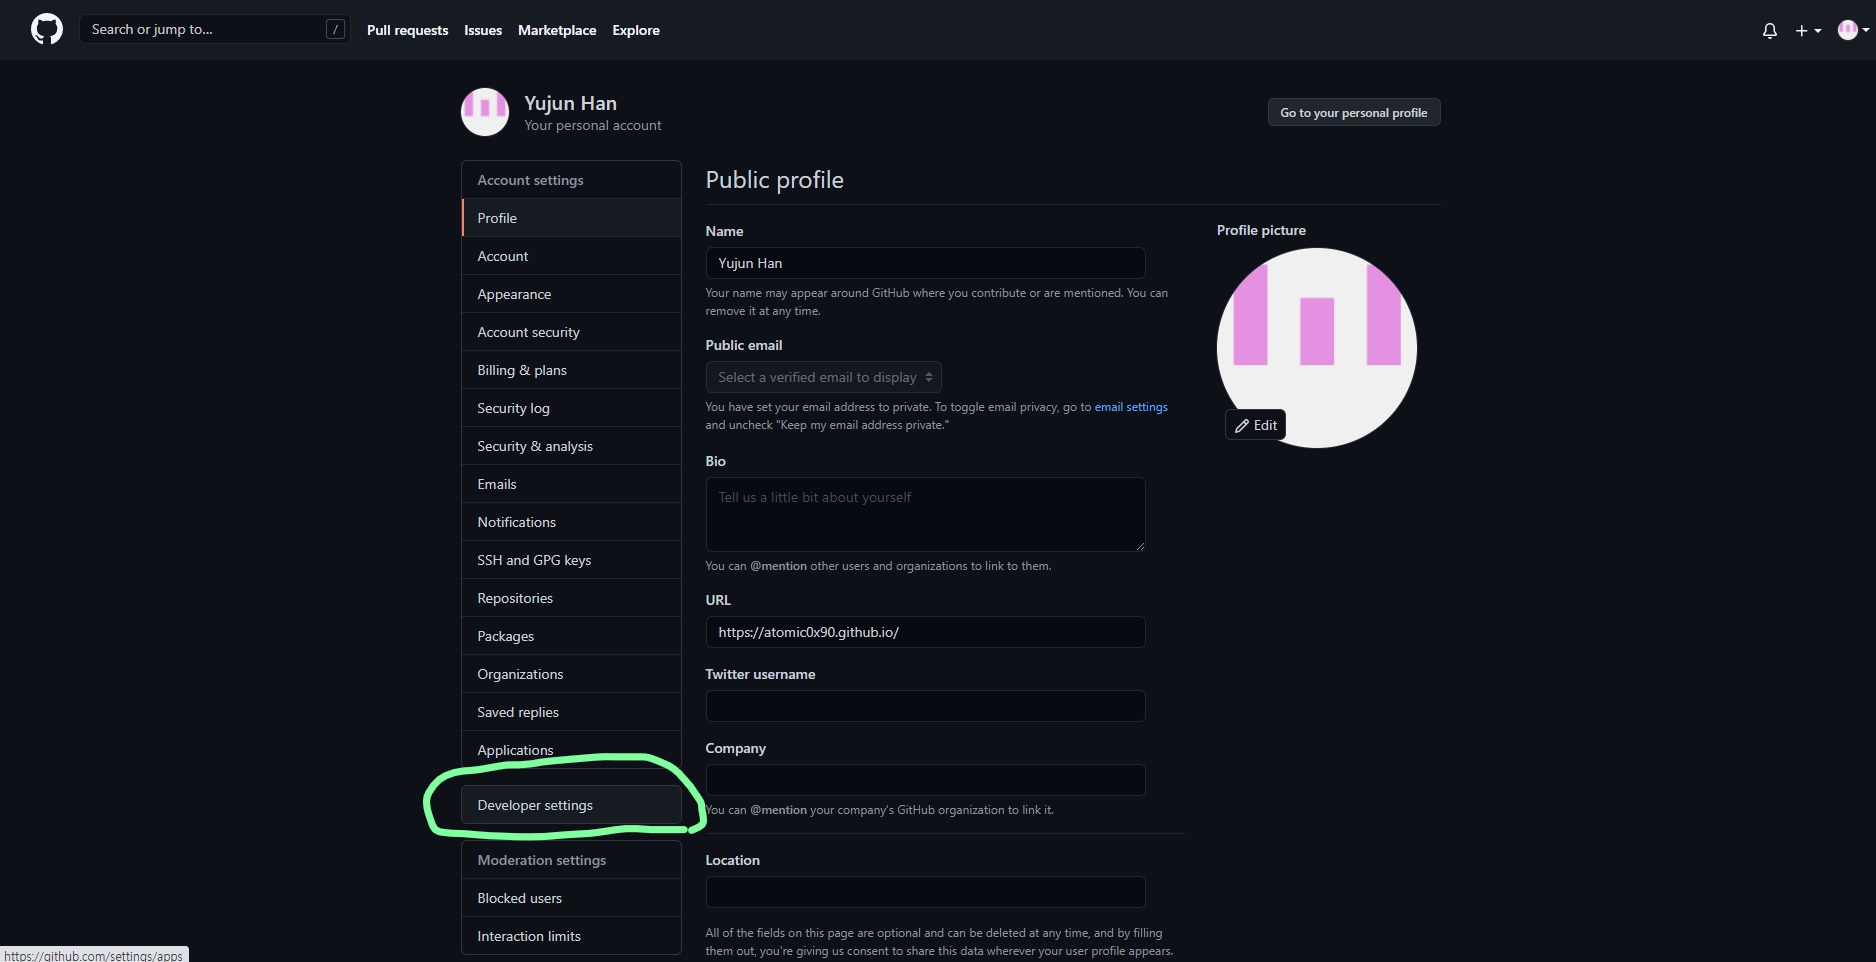 Search or jump to...
/
Pull requests
Issues
Marketplace
Explore
Yujun Han
Your personal account
Go to your personal profile
Account settings
Profile
Account
Appearance
Account security
Billing & plans
Security log
Security & analysis
Emails
Notifications
SSH and GPG keys
Repositories
Packages
Organizations
Saved replies
Applications
Developer settings
Moderation settings
Blocked users
Interaction limits
Public profile
Name
Yujun Han
Your name may appear around GitHub where you contribute or are mentioned. You can
remove it at any time.
Public email
Select a verified email to display
You have set your email address to private. To toggle email privacy, go to email settings
and uncheck "Keep my email address private."
Bio
Tell us a little bit about yourself
You can @mention other users and organizations to link to them.
URL
https://atomic0x90.github.io/
Twitter username
Company
You can @mention your company's GitHub organization to link it.
Location
All of the fields on this page are optional and can be deleted at any time, and by filling
them out, you're giving us consent to share this data wherever your user profile appears.
Profile picture
Edit
https://github.com/settings/apps